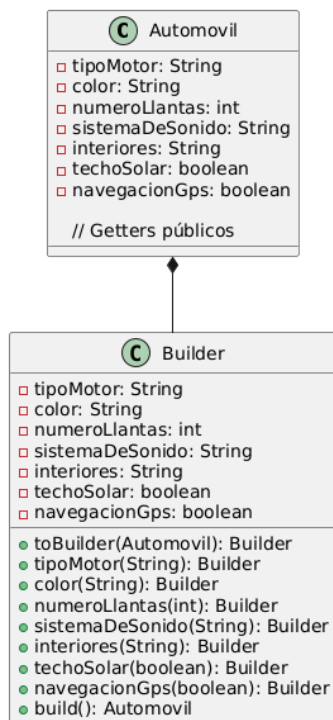 C Automovil
tipoMotor: String
color: String
numeroLlantas: int
sistemaDeSonido: String
interiores: String
techoSolar: boolean
navegacionGps: boolean
// Getters públicos
C Builder
tipoMotor: String
color: String
numeroLlantas: int
sistemaDeSonido: String
interiores: String
techoSolar: boolean
navegacionGps: boolean
toBuilder(Automovil): Builder
tipoMotor(String): Builder
color(String): Builder
numeroLlantas(int): Builder
sistemaDeSonido(String): Builder
interiores(String): Builder
techoSolar(boolean): Builder
navegacionGps(boolean): Builder
build(): Automovil